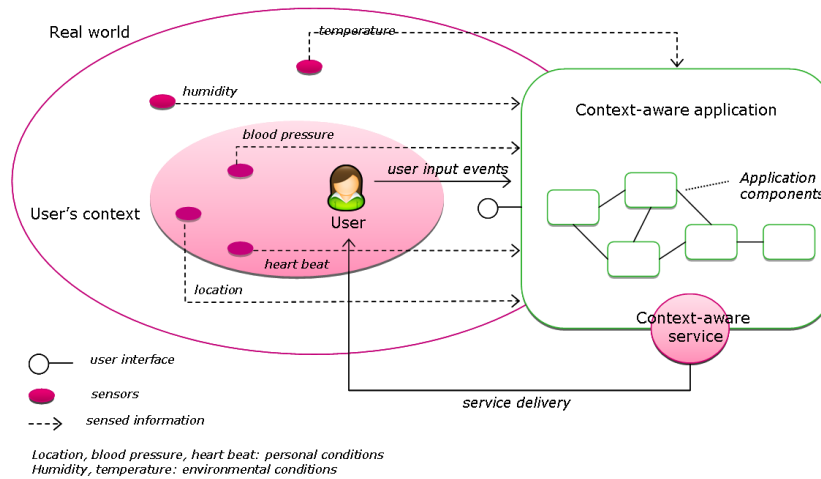 Real world
temperature
humidity
Context-aware application
blood pressure
user input events
Application
components
User's context
User
heart beat
location
Context-aware
service
user interface
sensors
service delivery
sensed information
Location, blood pressure, heart beat: personal conditions
Humidity, temperature: environmental conditions